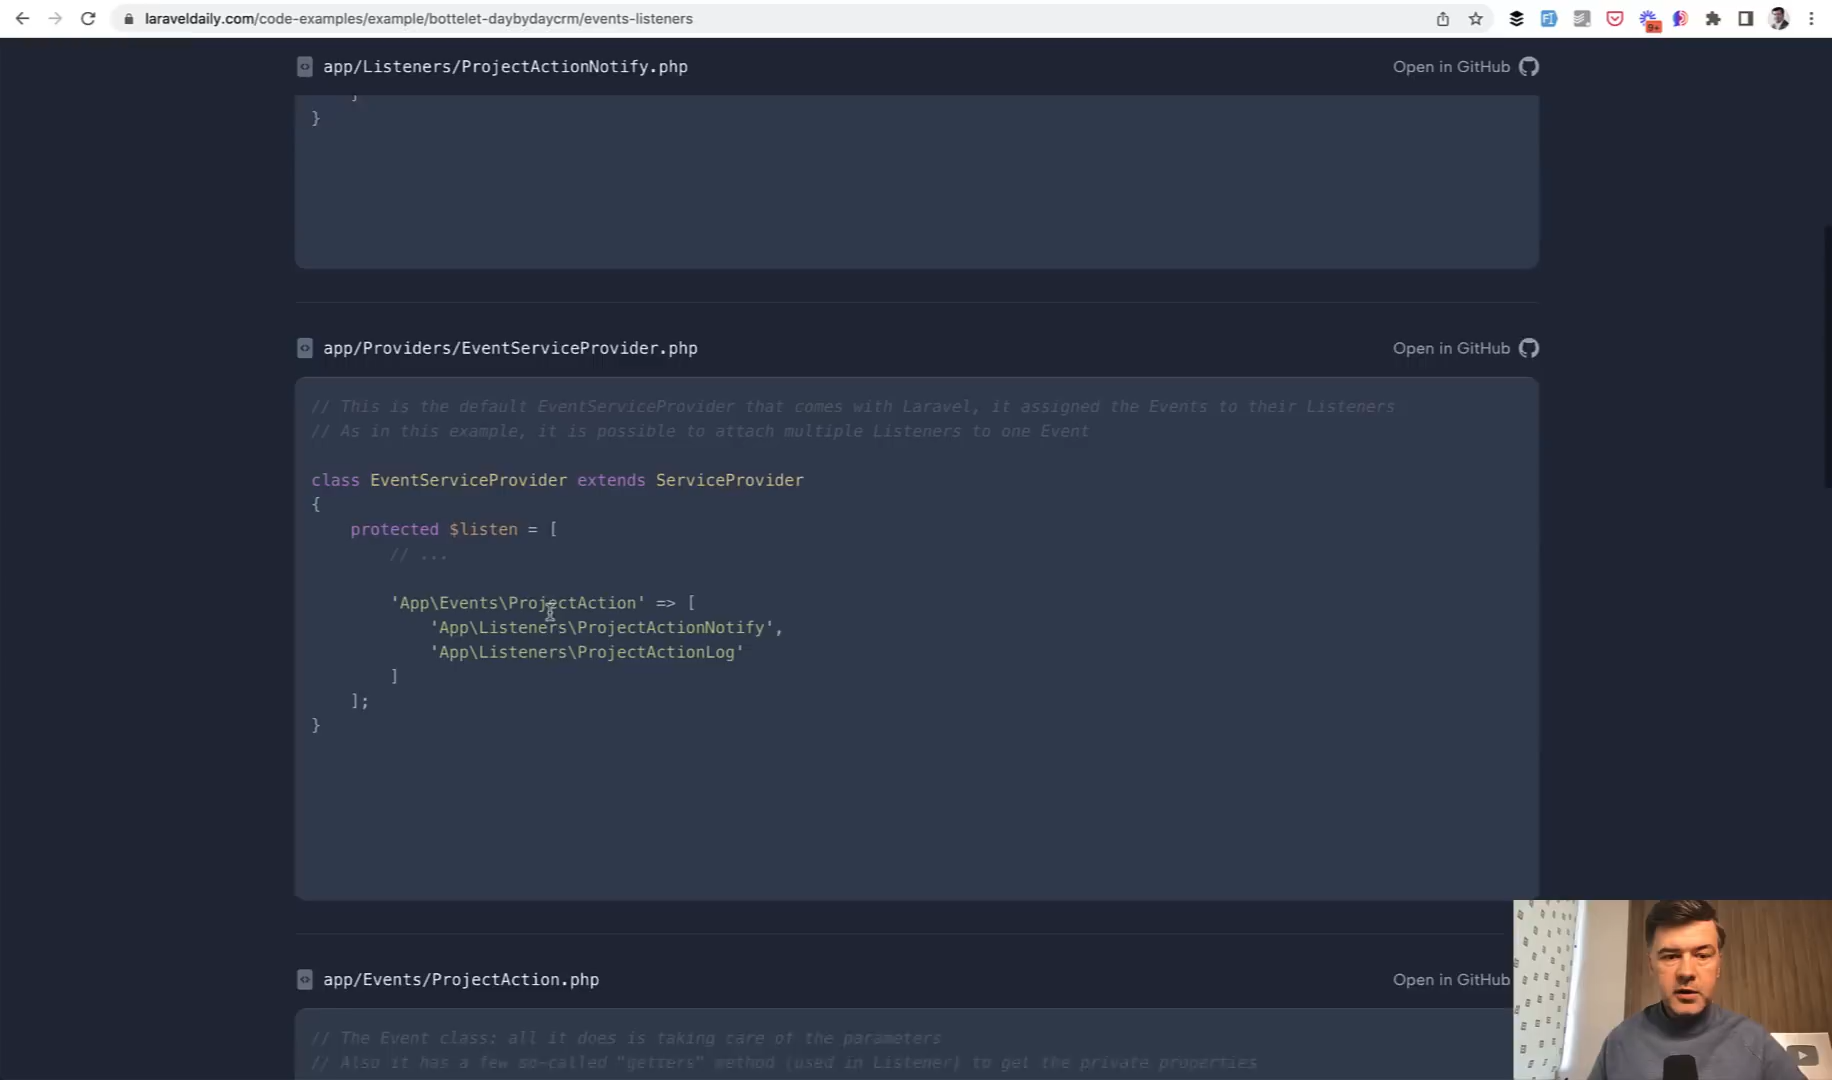 laraveldaily.com/code-examples/example/bottelet-daybydaycrm/events-listeners
9+
app/Listeners/ProjectActionNotify.php
Open in GitHub
}
}
app/Providers/EventServiceProvider.php
Open in GitHub
// This is the default EventServiceProvider that comes with Laravel, it assigned the Events to their Listeners
// As in this example, it is possible to attach multiple Listeners to one Event
class EventServiceProvider extends ServiceProvider
{
protected $listen = [
// ...
'App\Events\ProjectAction' => [
'App\Listeners\ProjectActionNotify',
'App\Listeners\ProjectActionLog'
]
];
}
app/Events/ProjectAction.php
Open in GitHub
// The Event class: all it does is taking care of the parameters
// Also it has a few so-called "getters" method (used in Listener) to get the private properties